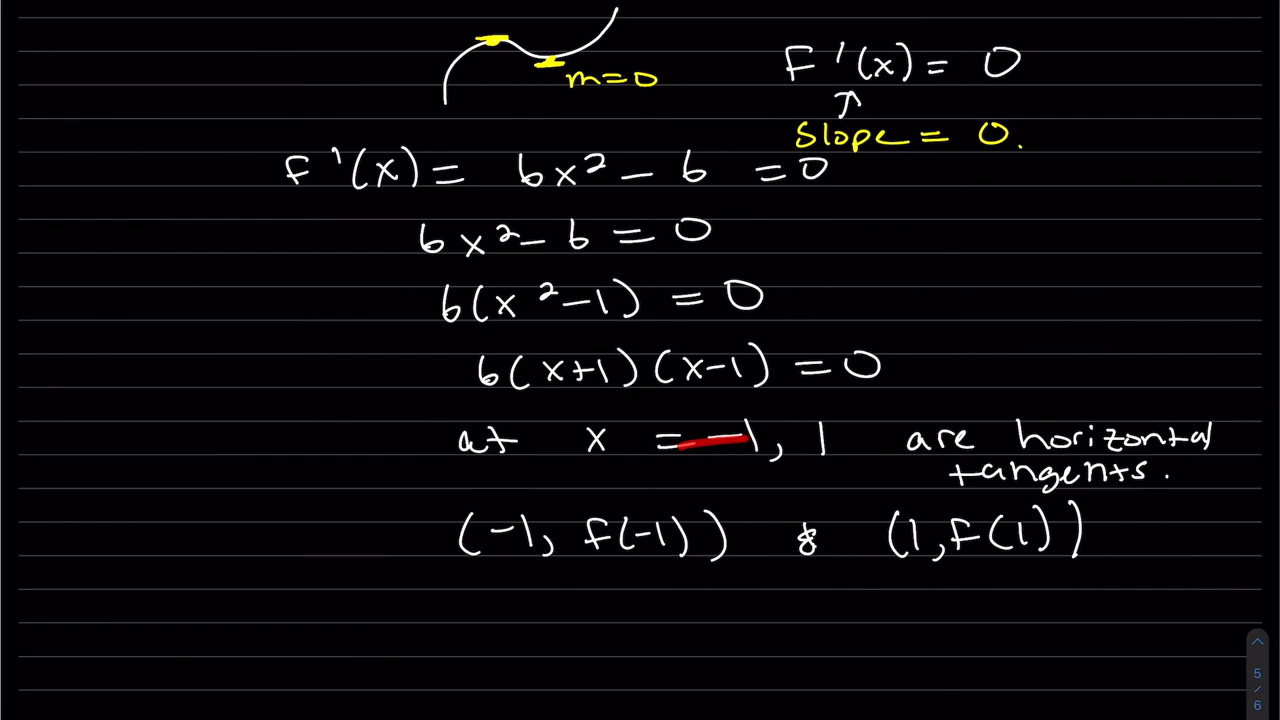 m=0
F'(x) = 0
slope = 0.
F'(x) = 6x² - 6 = 0
6x² - 6 = 0
6(x² - 1) = 0
6(x+1)(x-1) = 0
at x = -1, 1 are horizontal
tangents.
(-1, f(-1)) & (1, f(1))
5
/
6